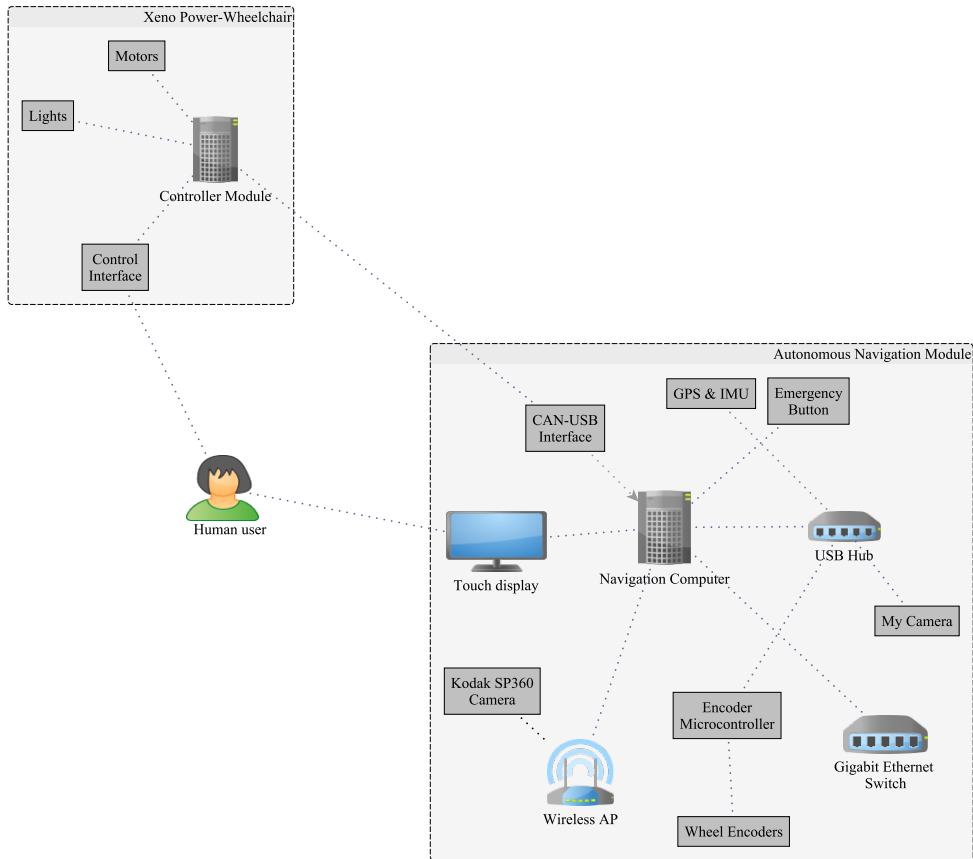 Xeno Power-Wheelchair
Motors
Lights
Controller Module
Control
Interface
Autonomous Navigation Module
GPS & IMU
Emergency
Button
CAN-USB
Interface
Human user
Touch display
Navigation Computer
USB Hub
My Camera
Kodak SP360
Camera
Encoder
Microcontroller
Gigabit Ethernet
Switch
Wireless AP
Wheel Encoders